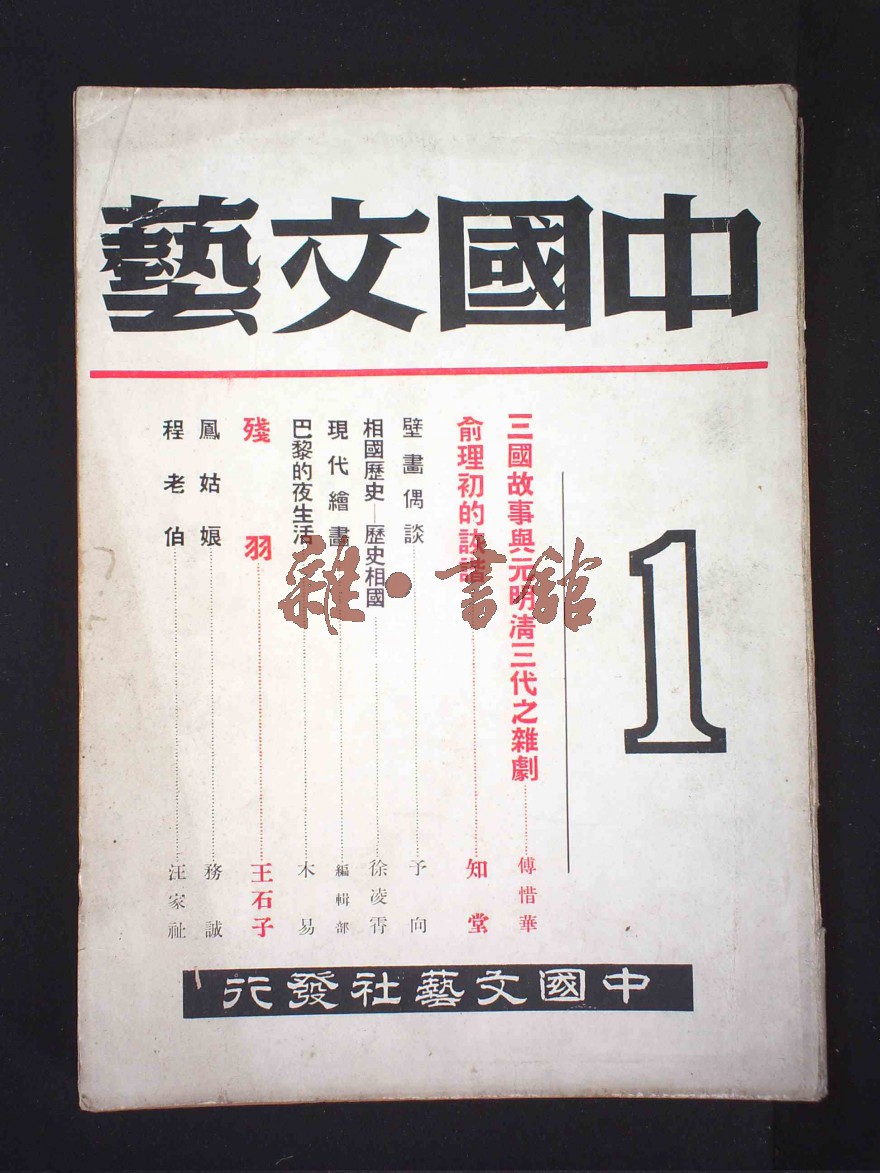 中國文藝
1
三國故事與元明清三代之雜劇 傅惜華
俞理初的詼諧 知堂
壁畫偶談 予向
相國歷史—歷史相國 徐凌霄
現代繪畫 編輯部
巴黎的夜生活 木易
殘羽 王石子
鳳姑娘 務誠
程老伯 汪家祉
中國文藝社發行
雜·書館